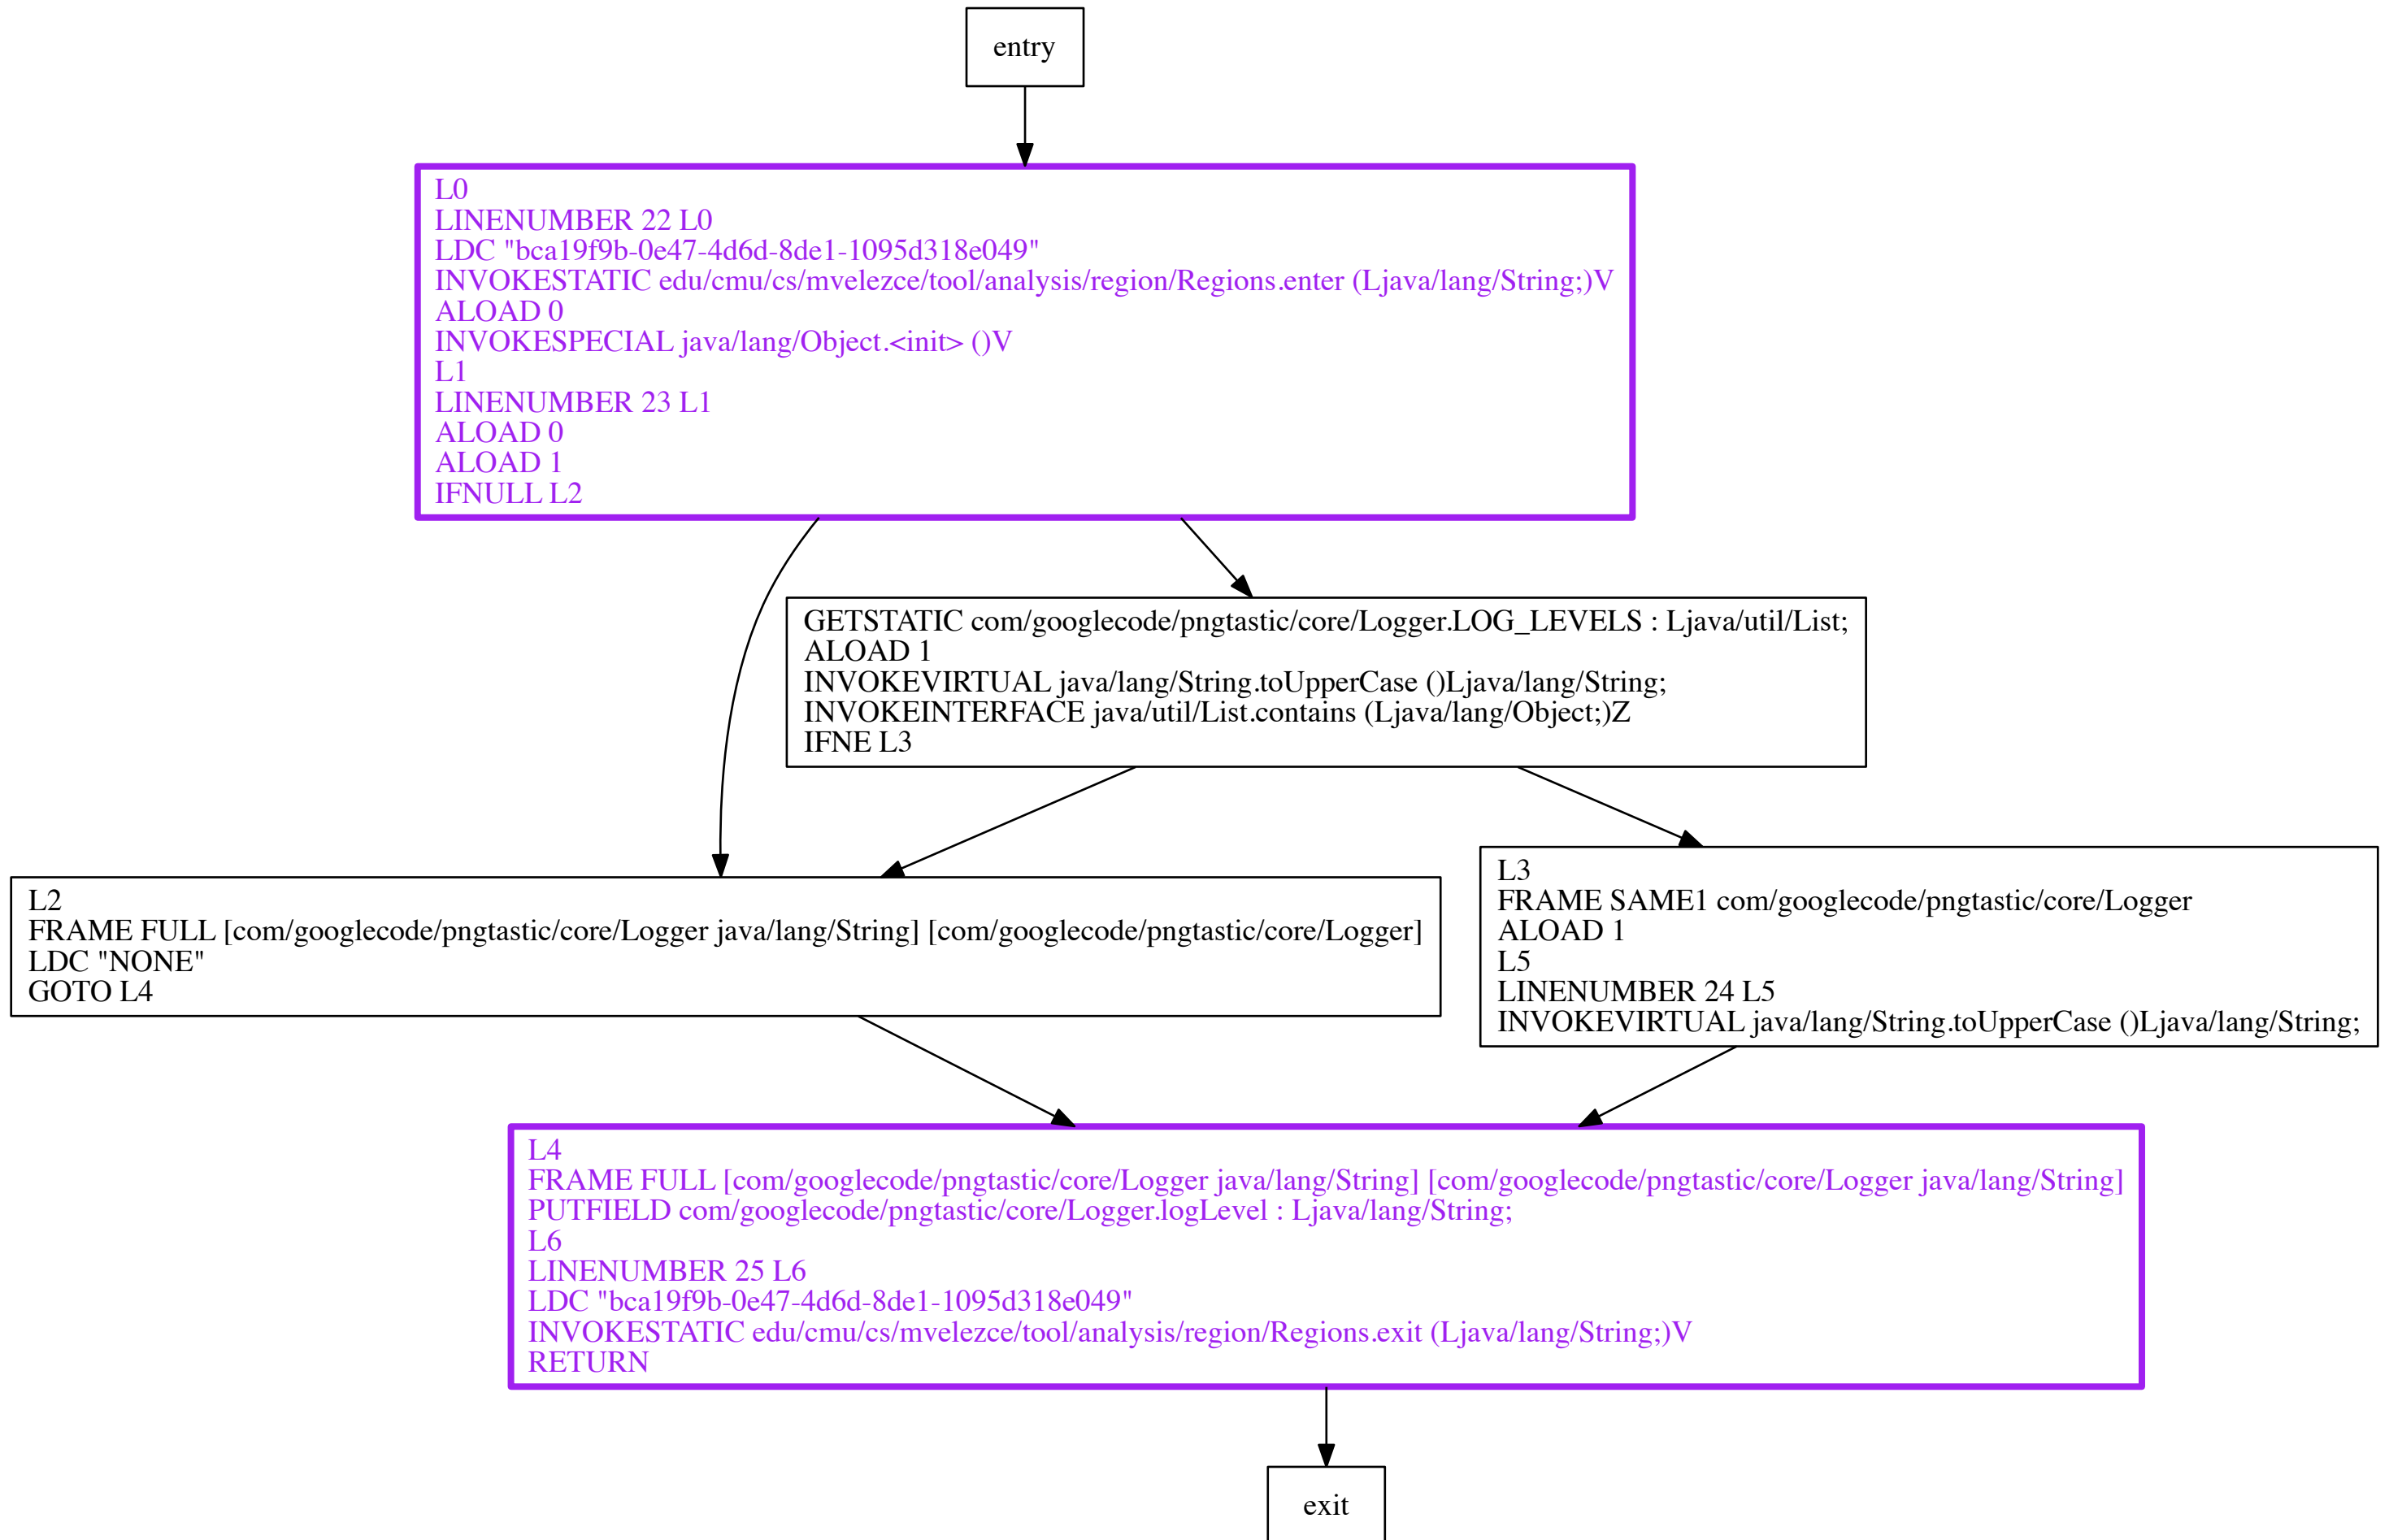 entry
L0
LINENUMBER 22 L0
LDC "bca19f9b-0e47-4d6d-8de1-1095d318e049"
INVOKESTATIC edu/cmu/cs/mvelezce/tool/analysis/region/Regions.enter (Ljava/lang/String;)V
ALOAD 0
INVOKESPECIAL java/lang/Object.<init> ()V
L1
LINENUMBER 23 L1
ALOAD 0
ALOAD 1
IFNULL L2
GETSTATIC com/googlecode/pngtastic/core/Logger.LOG_LEVELS : Ljava/util/List;
ALOAD 1
INVOKEVIRTUAL java/lang/String.toUpperCase ()Ljava/lang/String;
INVOKEINTERFACE java/util/List.contains (Ljava/lang/Object;)Z
IFNE L3
L2
FRAME FULL [com/googlecode/pngtastic/core/Logger java/lang/String] [com/googlecode/pngtastic/core/Logger]
LDC "NONE"
GOTO L4
L3
FRAME SAME1 com/googlecode/pngtastic/core/Logger
ALOAD 1
L5
LINENUMBER 24 L5
INVOKEVIRTUAL java/lang/String.toUpperCase ()Ljava/lang/String;
L4
FRAME FULL [com/googlecode/pngtastic/core/Logger java/lang/String] [com/googlecode/pngtastic/core/Logger java/lang/String]
PUTFIELD com/googlecode/pngtastic/core/Logger.logLevel : Ljava/lang/String;
L6
LINENUMBER 25 L6
LDC "bca19f9b-0e47-4d6d-8de1-1095d318e049"
INVOKESTATIC edu/cmu/cs/mvelezce/tool/analysis/region/Regions.exit (Ljava/lang/String;)V
RETURN
exit